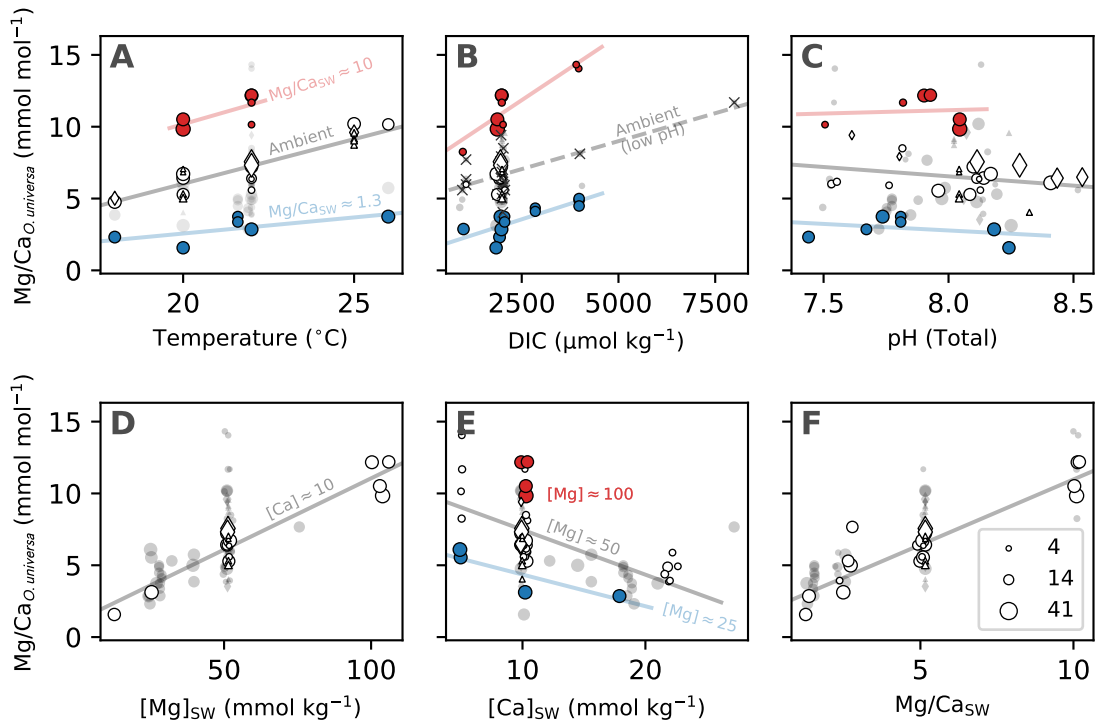 A
B
C
Mg/Ca_SW ≈ 10
Ambient
Mg/Ca_SW ≈ 1.3
Ambient
(low pH)
Mg/Ca_O. universa (mmol mol⁻¹)
15
10
5
0
20
25
Temperature (°C)
2500
5000
7500
DIC (μmol kg⁻¹)
7.5
8.0
8.5
pH (Total)
D
E
F
[Ca] ≈ 10
[Mg] ≈ 100
[Mg] ≈ 50
[Mg] ≈ 25
4
14
41
Mg/Ca_O. universa (mmol mol⁻¹)
15
10
5
0
50
100
[Mg]_SW (mmol kg⁻¹)
10
20
[Ca]_SW (mmol kg⁻¹)
5
10
Mg/Ca_SW